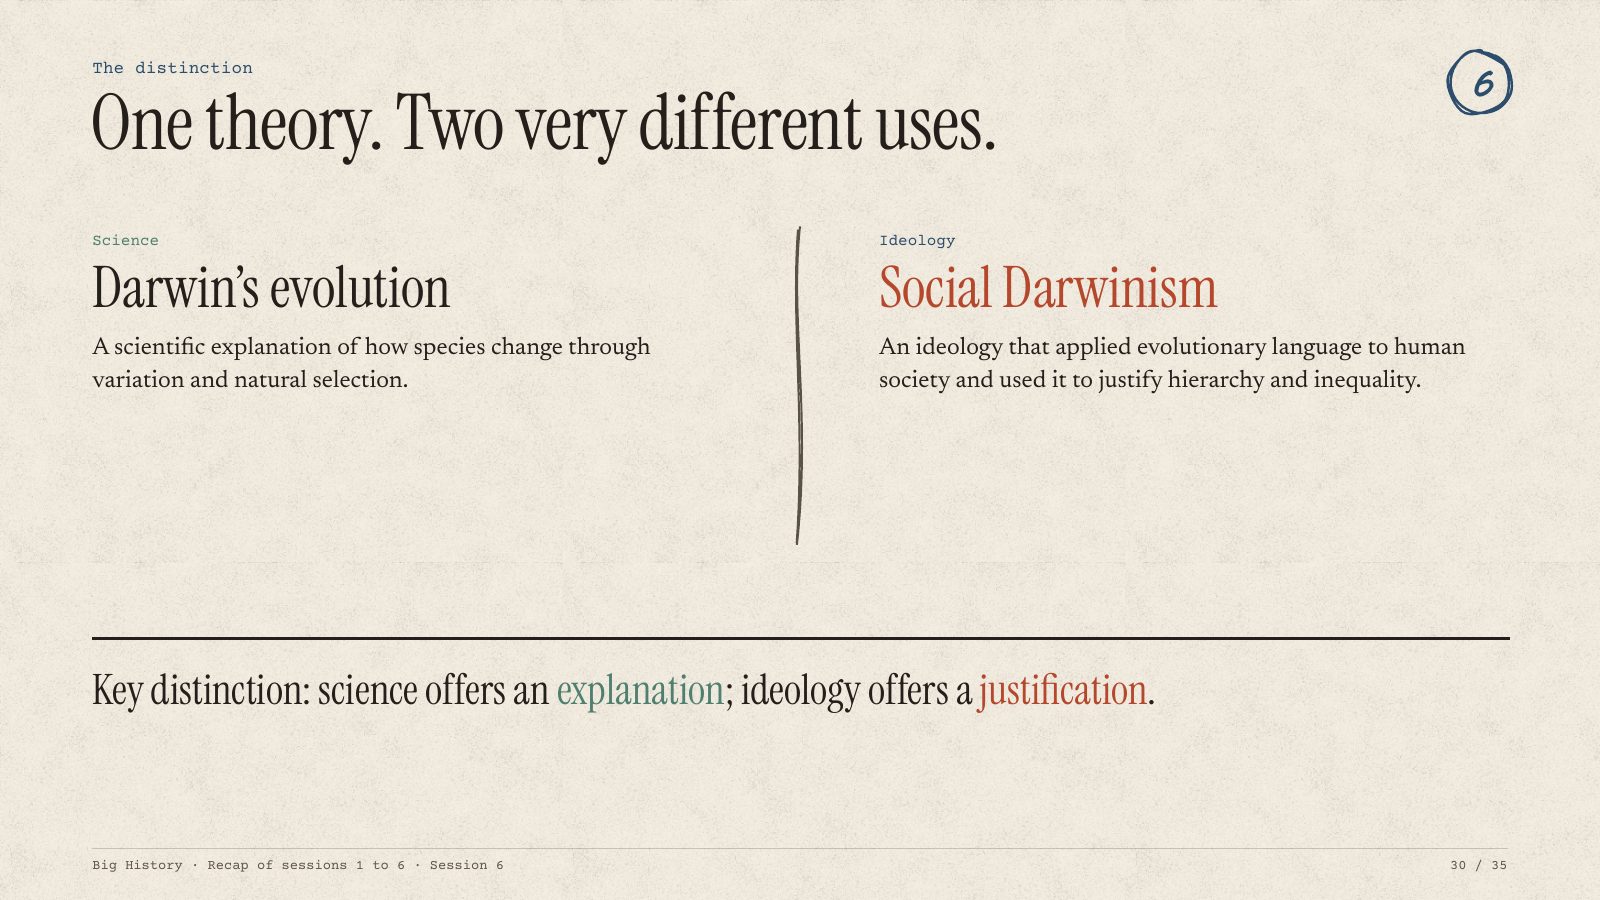 The distinction
One theory. Two very different uses.
6
Science
Darwin’s evolution
A scientific explanation of how species change through
variation and natural selection.
Ideology
Social Darwinism
An ideology that applied evolutionary language to human
society and used it to justify hierarchy and inequality.
Key distinction: science offers an explanation; ideology offers a justification.
Big History · Recap of sessions 1 to 6 · Session 6
30 / 35